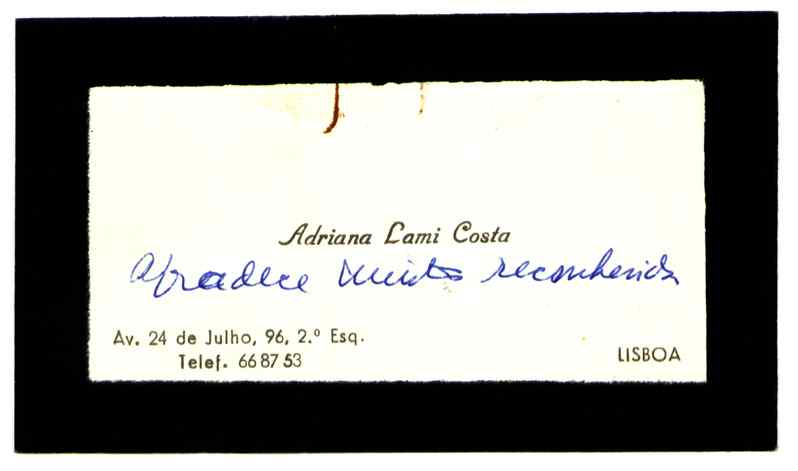 Adriana Lami Costa
Agradece muito reconhecida
Av. 24 de Julho, 96, 2.º Esq.
Telef. 66 87 53
LISBOA